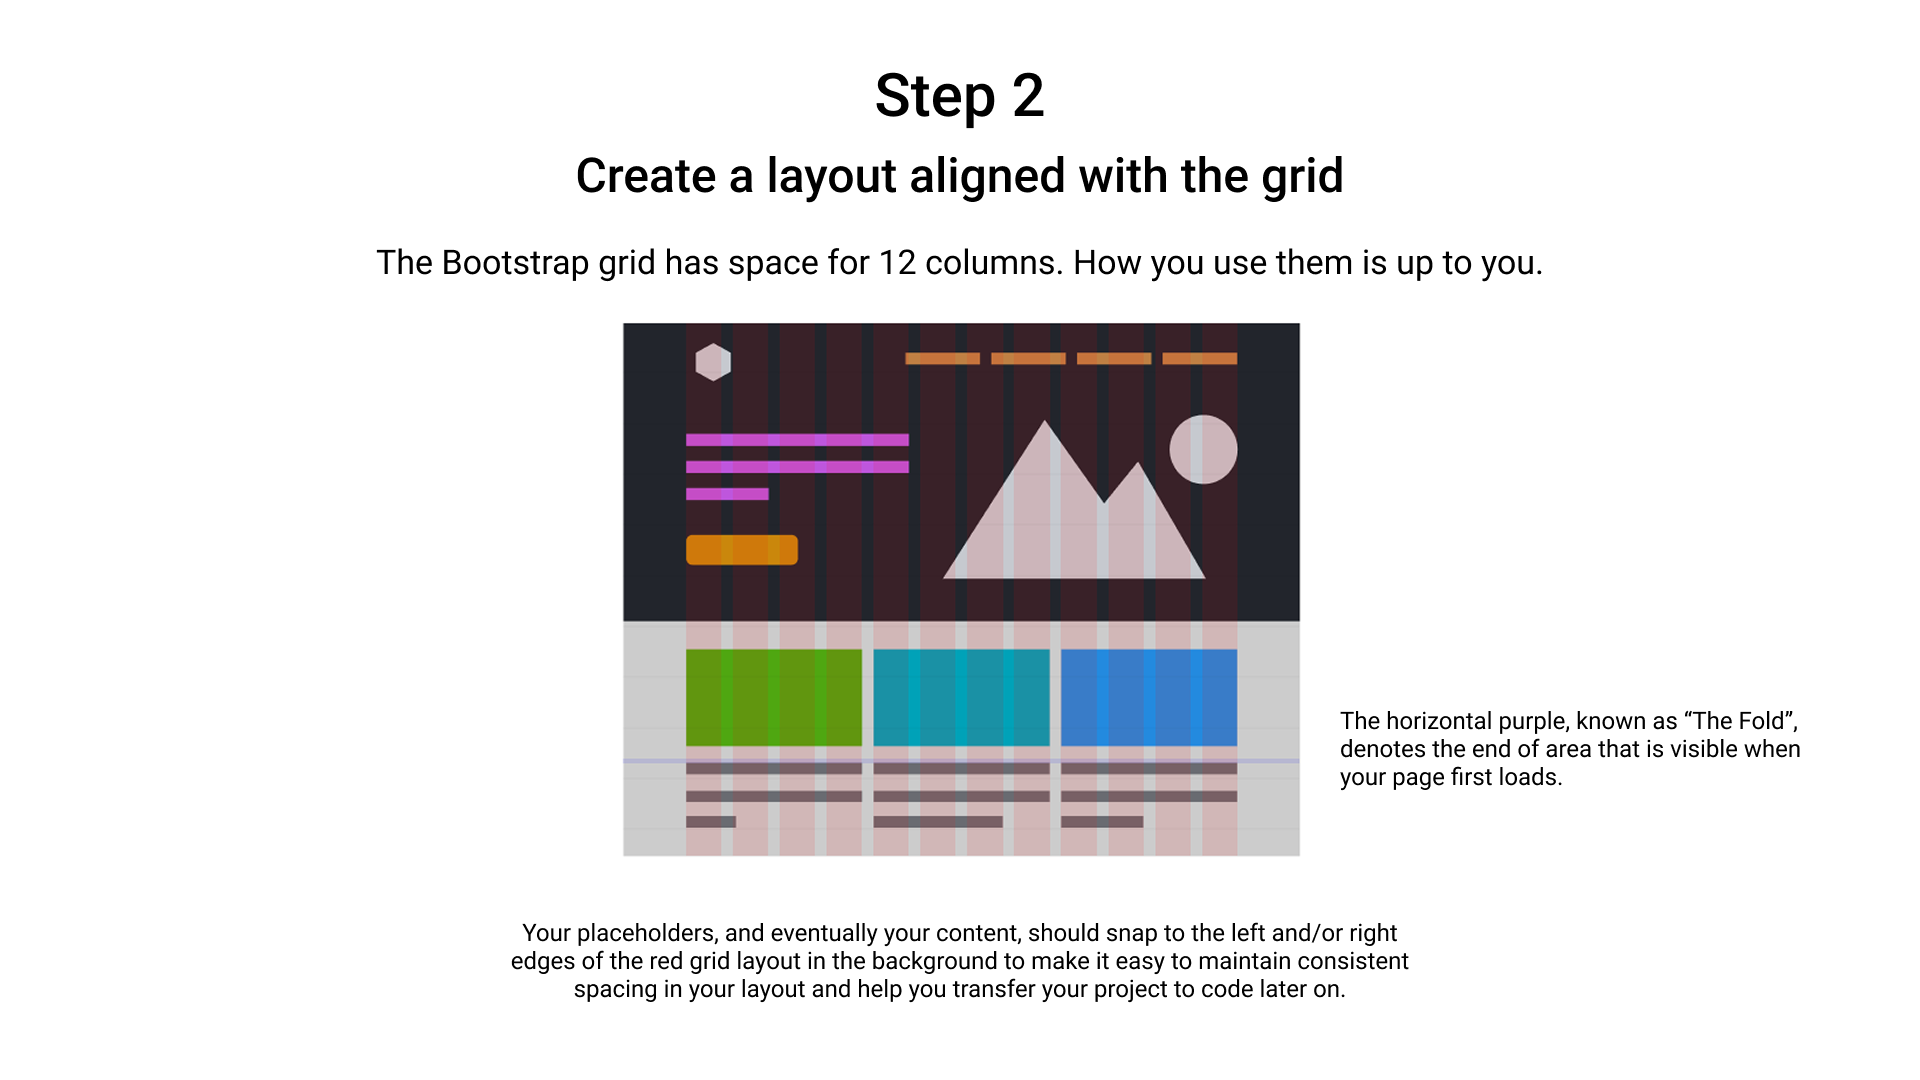 Step 2
Create a layout aligned with the grid
The Bootstrap grid has space for 12 columns. How you use them is up to you.
The horizontal purple, known as “The Fold”,
denotes the end of area that is visible when
your page first loads.
Your placeholders, and eventually your content, should snap to the left and/or right
edges of the red grid layout in the background to make it easy to maintain consistent
spacing in your layout and help you transfer your project to code later on.